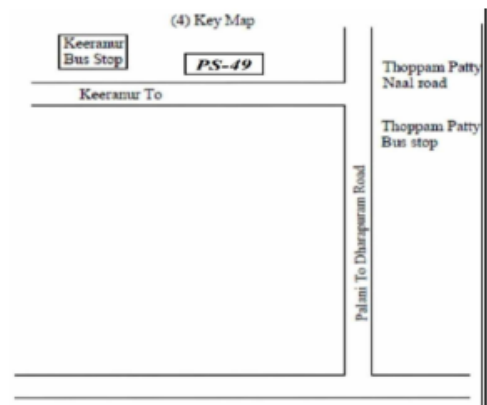 (4) Key Map
Keeranur
Bus Stop
PS-49
Thoppam Patty
Naal road
Keeranur To
Thoppam Patty
Bus stop
Palani To Dharapuram Road